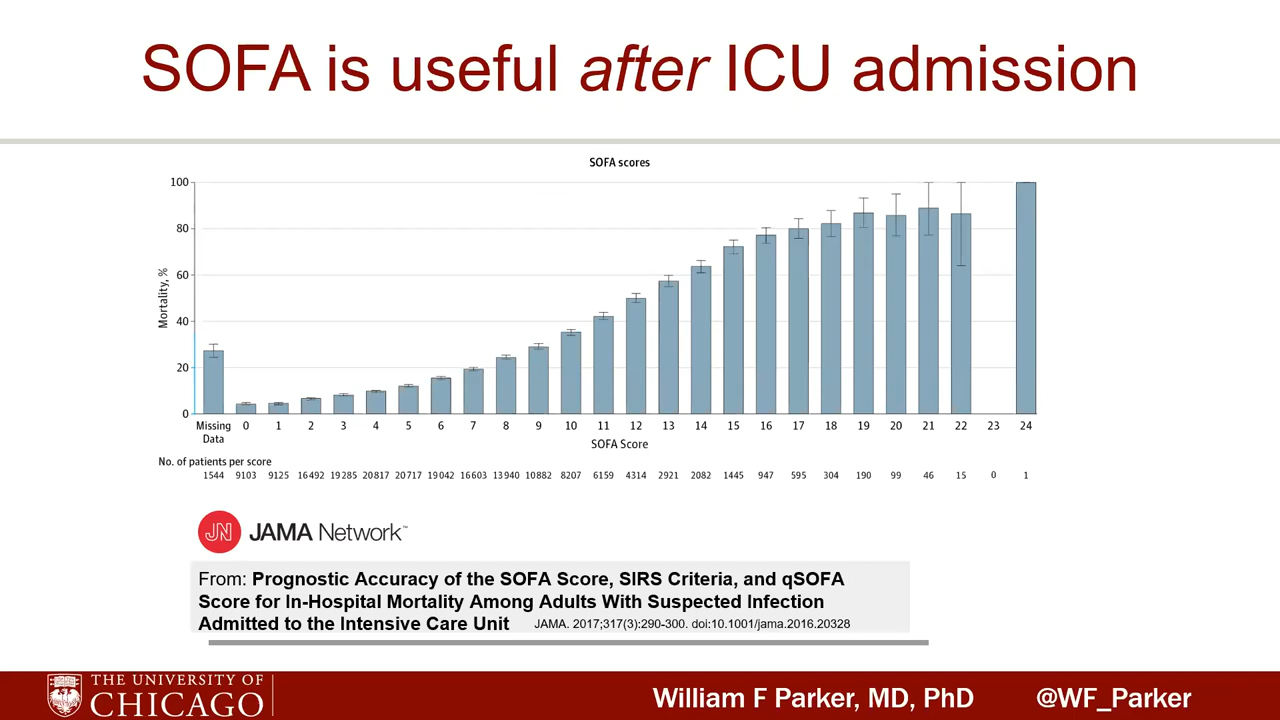 SOFA is useful after ICU admission
SOFA scores
100
80
60
40
20
0
Mortality, %
Missing Data 0 1 2 3 4 5 6 7 8 9 10 11 12 13 14 15 16 17 18 19 20 21 22 23 24
SOFA Score
No. of patients per score
1544 9103 9125 16492 19285 20817 20717 19042 16603 13940 10882 8207 6159 4314 2921 2082 1445 947 595 304 190 99 46 15 0 1
JN JAMA Network™
From: Prognostic Accuracy of the SOFA Score, SIRS Criteria, and qSOFA
Score for In-Hospital Mortality Among Adults With Suspected Infection
Admitted to the Intensive Care Unit JAMA. 2017;317(3):290-300. doi:10.1001/jama.2016.20328
THE UNIVERSITY OF
CHICAGO
William F Parker, MD, PhD @WF_Parker